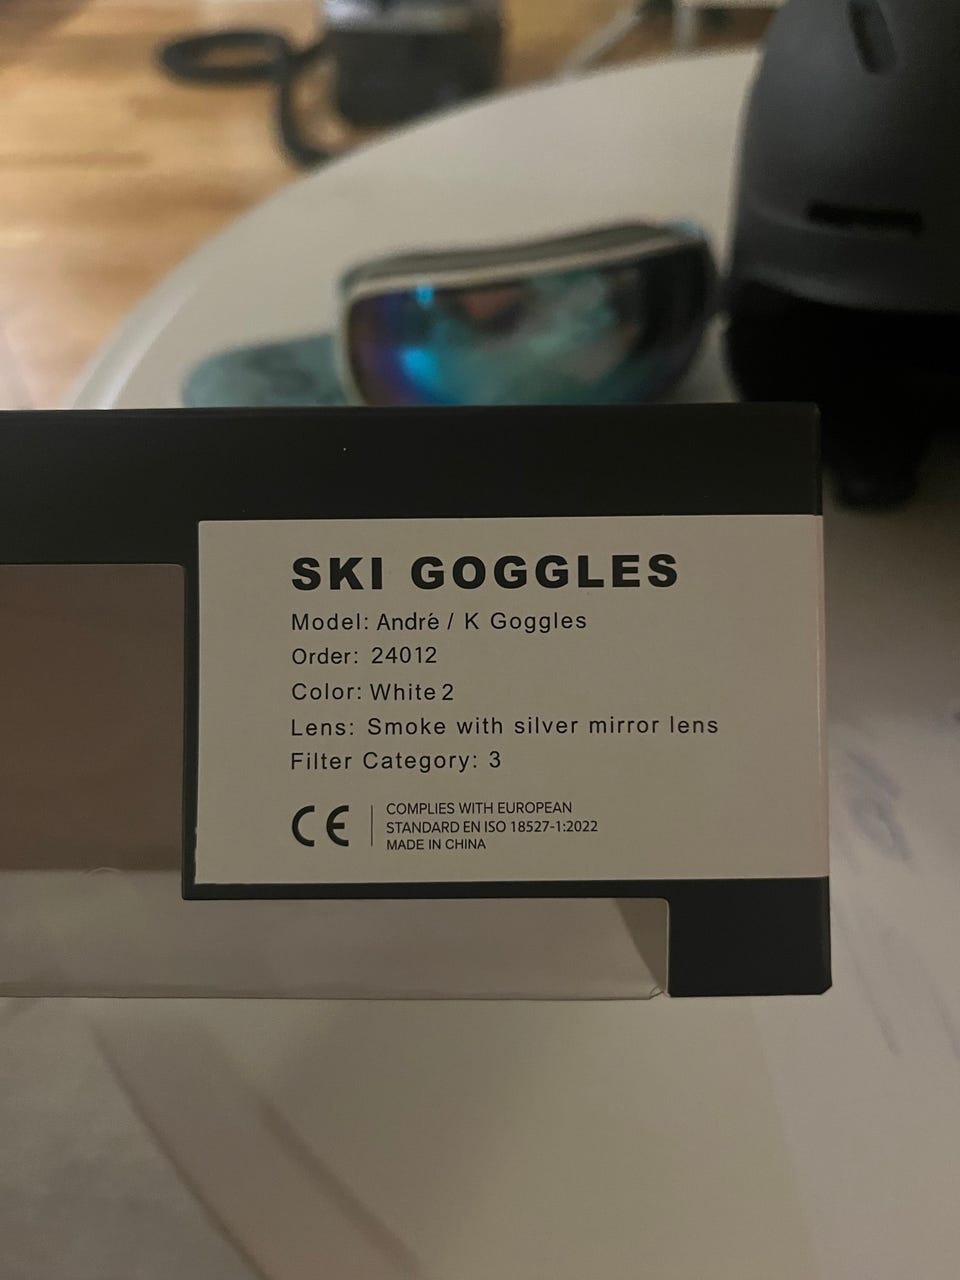 SKI GOGGLES
Model: André / K Goggles
Order: 24012
Color: White 2
Lens: Smoke with silver mirror lens
Filter Category: 3
CE
COMPLIES WITH EUROPEAN
STANDARD EN ISO 18527-1:2022
MADE IN CHINA